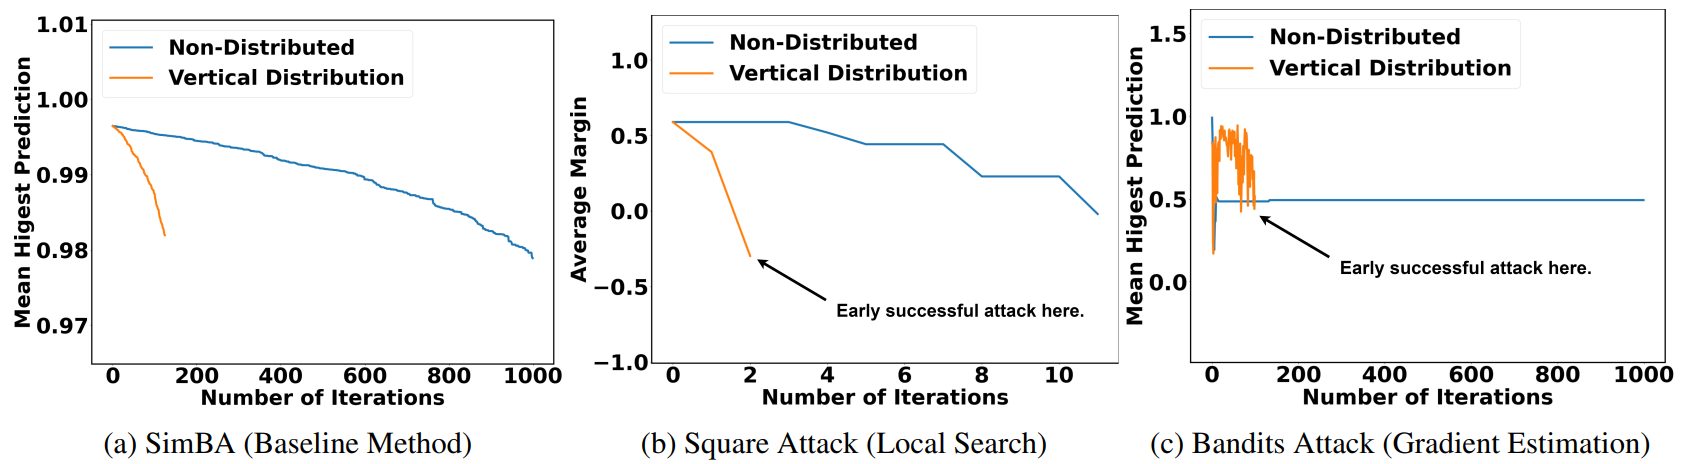 1.01
1.00
0.99
0.98
0.97
Mean Higest Prediction
Non-Distributed
Vertical Distribution
0 200 400 600 800 1000
Number of Iterations
(a) SimBA (Baseline Method)
1.0
0.5
0.0
−0.5
−1.0
Average Margin
Non-Distributed
Vertical Distribution
Early successful attack here.
0 2 4 6 8 10
Number of Iterations
(b) Square Attack (Local Search)
1.5
1.0
0.5
0.0
Mean Higest Prediction
Non-Distributed
Vertical Distribution
Early successful attack here.
0 200 400 600 800 1000
Number of Iterations
(c) Bandits Attack (Gradient Estimation)